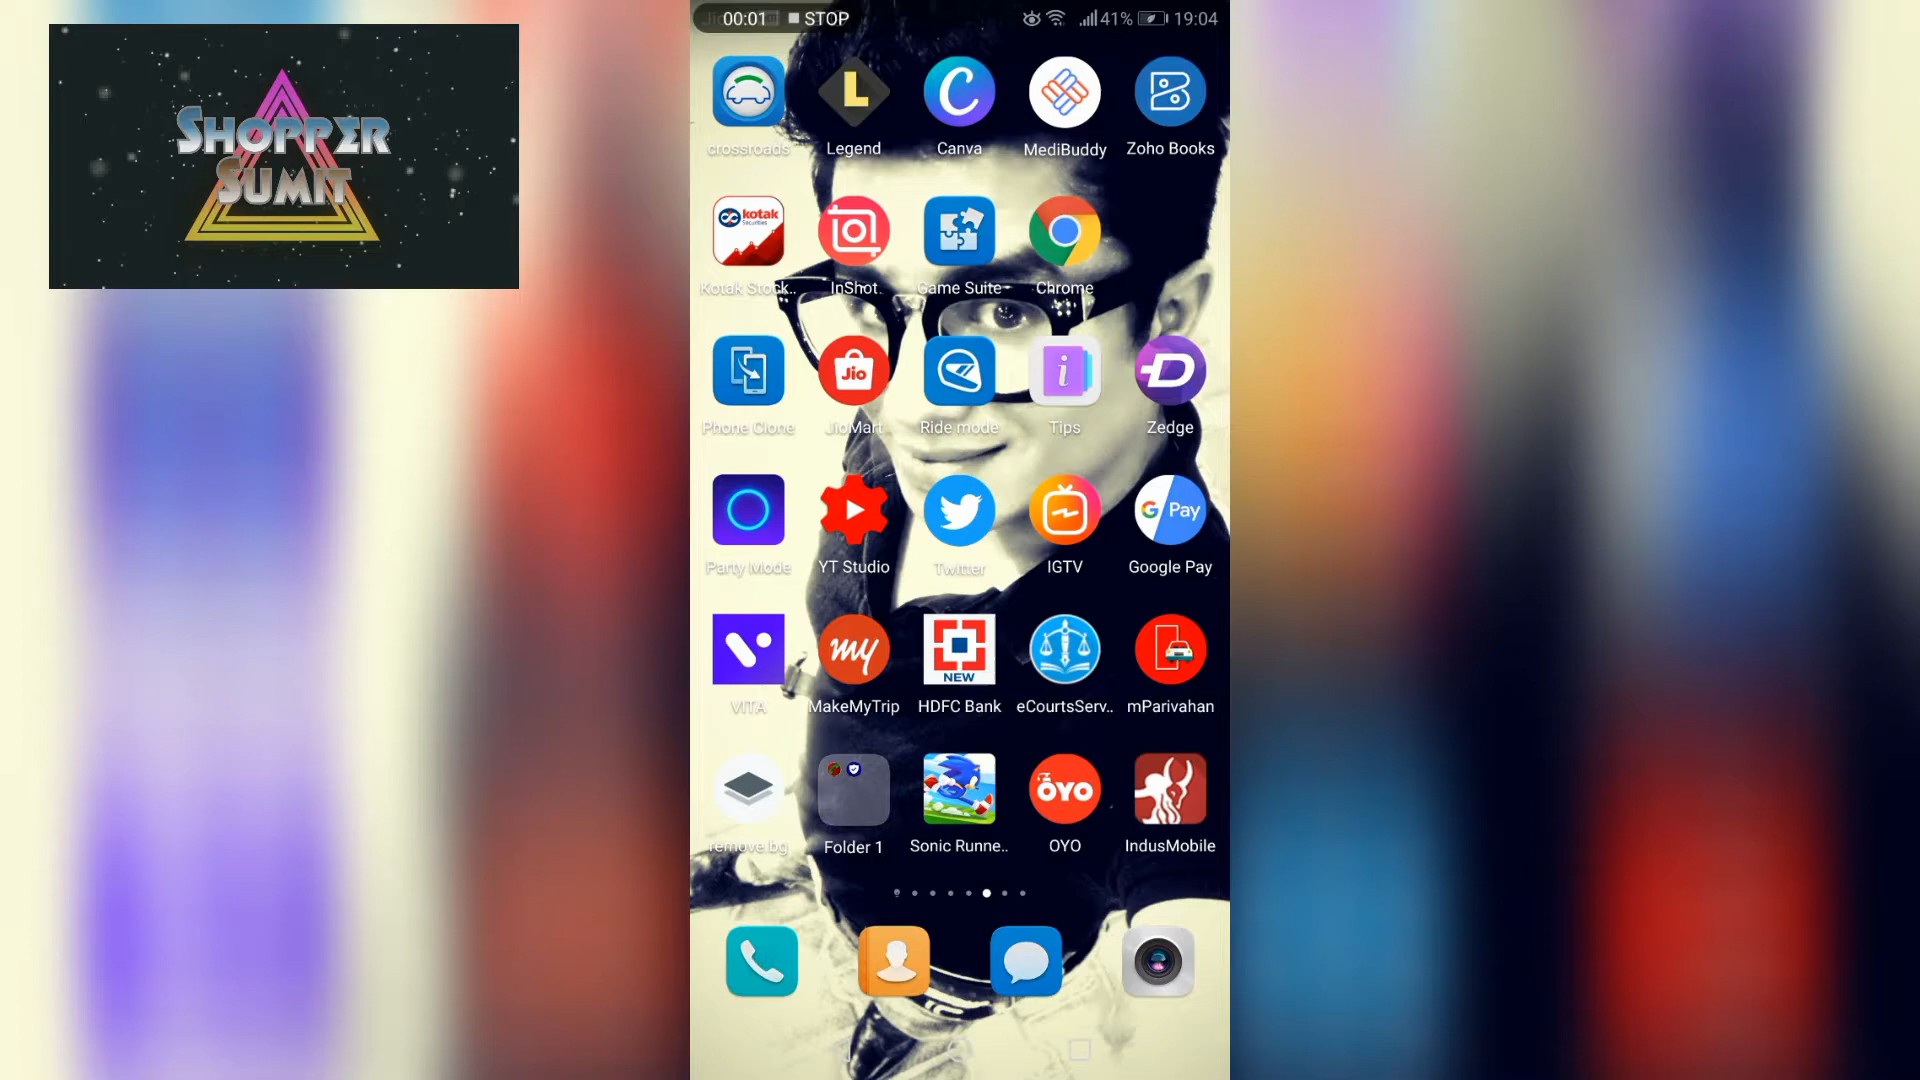 SHOPPER
SUMIT
00:01 STOP
41% 19:04
L
C
B
crossroads
Legend
Canva
MediBuddy
Zoho Books
kotak
Securities
Kotak Stock..
InShot
Game Suite
Chrome
Jio
i
Phone Clone
JioMart
Ride mode
Tips
Zedge
G Pay
Party Mode
YT Studio
Twitter
IGTV
Google Pay
my
NEW
VITA
MakeMyTrip
HDFC Bank
eCourtsServ..
mParivahan
OYO
remove.bg
Folder 1
Sonic Runne..
OYO
IndusMobile